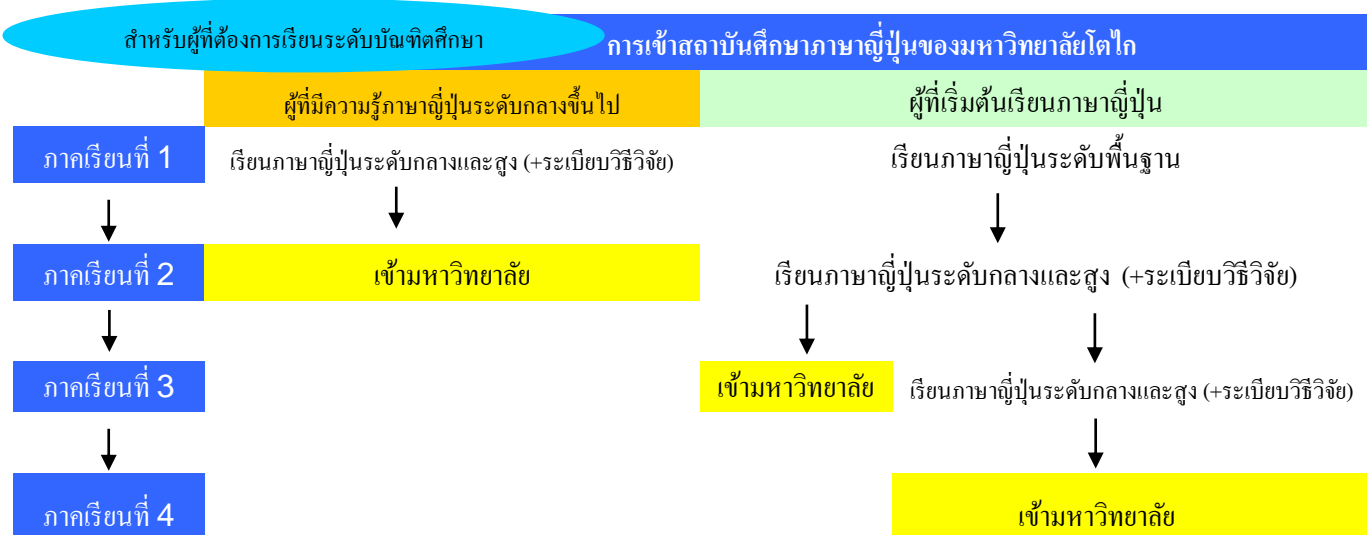 สำหรับผู้ที่ต้องการเรียนระดับบัณฑิตศึกษา
การเข้าสถาบันศึกษาภาษาญี่ปุ่นของมหาวิทยาลัยโตไก
ผู้ที่มีความรู้ภาษาญี่ปุ่นระดับกลางขึ้นไป
ผู้ที่เริ่มต้นเรียนภาษาญี่ปุ่น
ภาคเรียนที่ 1
เรียนภาษาญี่ปุ่นระดับกลางและสูง (+ระเบียบวิธีวิจัย)
เรียนภาษาญี่ปุ่นระดับพื้นฐาน
ภาคเรียนที่ 2
เข้ามหาวิทยาลัย
เรียนภาษาญี่ปุ่นระดับกลางและสูง (+ระเบียบวิธีวิจัย)
ภาคเรียนที่ 3
เข้ามหาวิทยาลัย
เรียนภาษาญี่ปุ่นระดับกลางและสูง (+ระเบียบวิธีวิจัย)
ภาคเรียนที่ 4
เข้ามหาวิทยาลัย